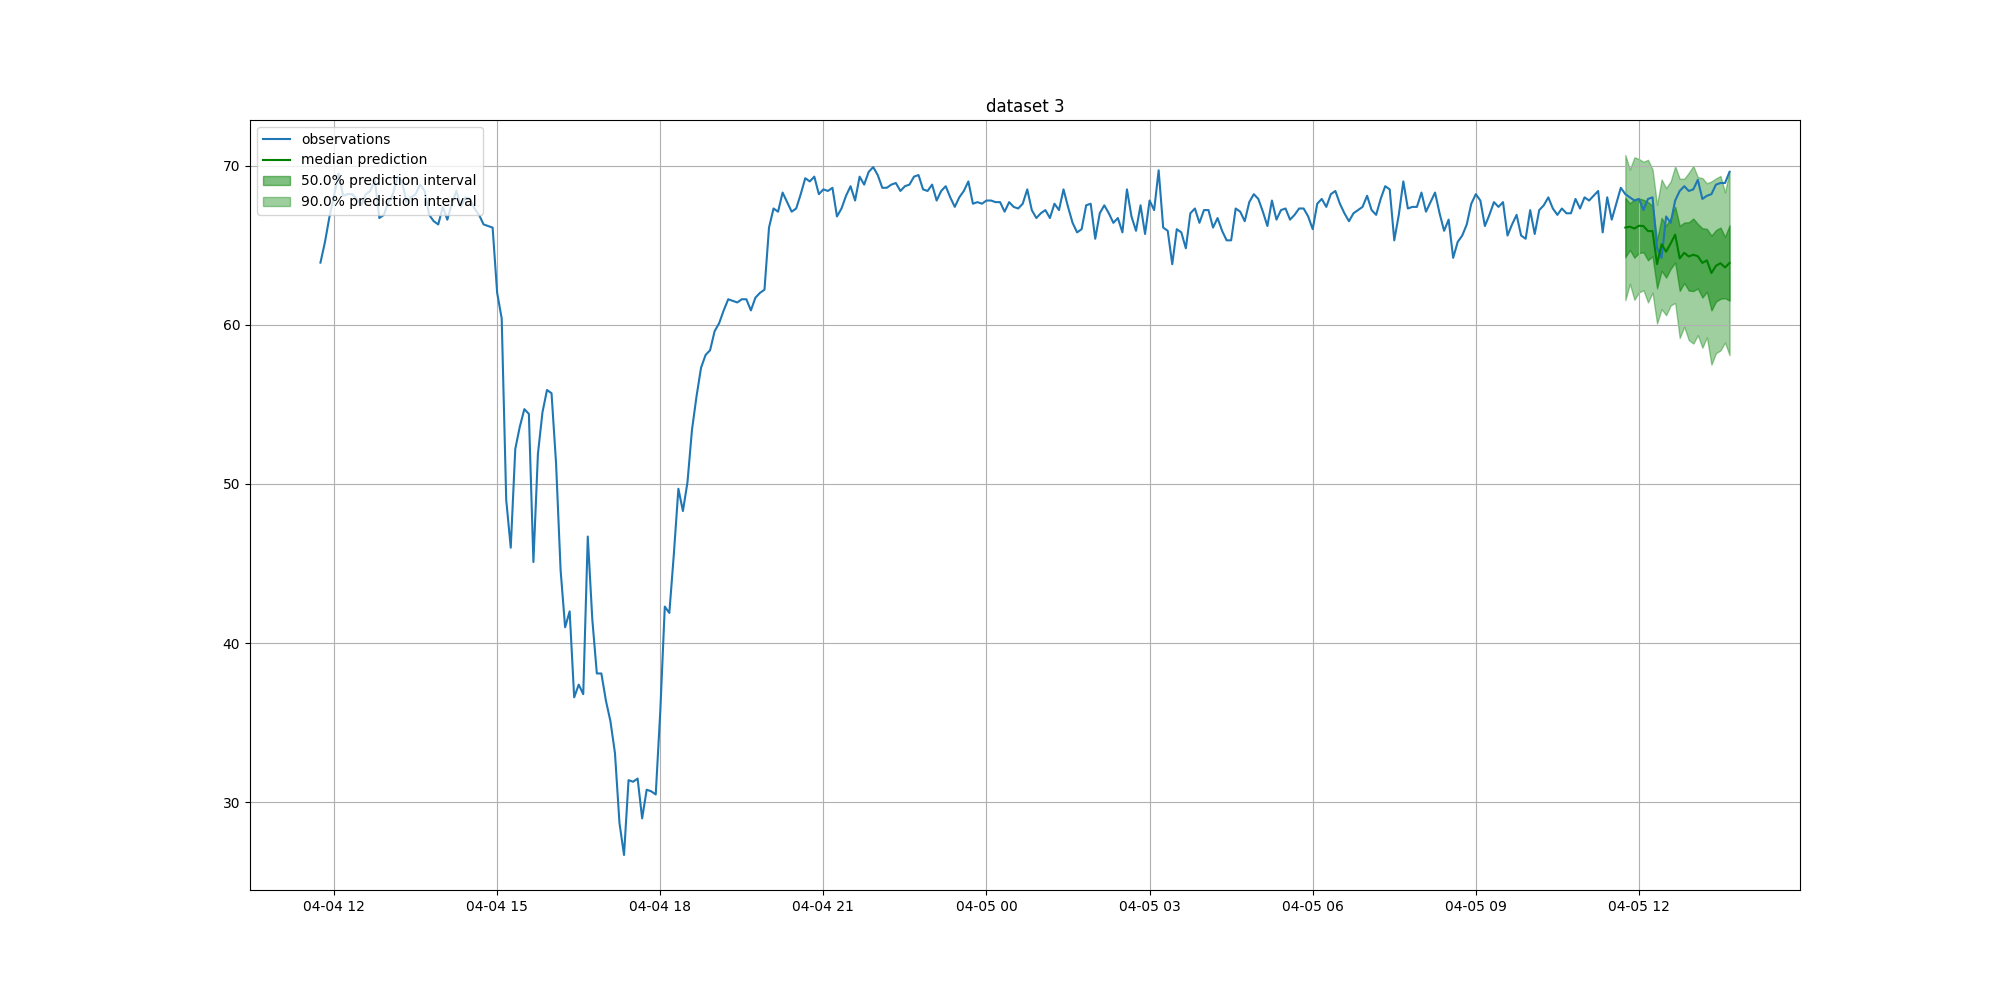 dataset 3
observations
median prediction
50.0% prediction interval
90.0% prediction interval
70
60
50
40
30
04-04 12
04-04 15
04-04 18
04-04 21
04-05 00
04-05 03
04-05 06
04-05 09
04-05 12